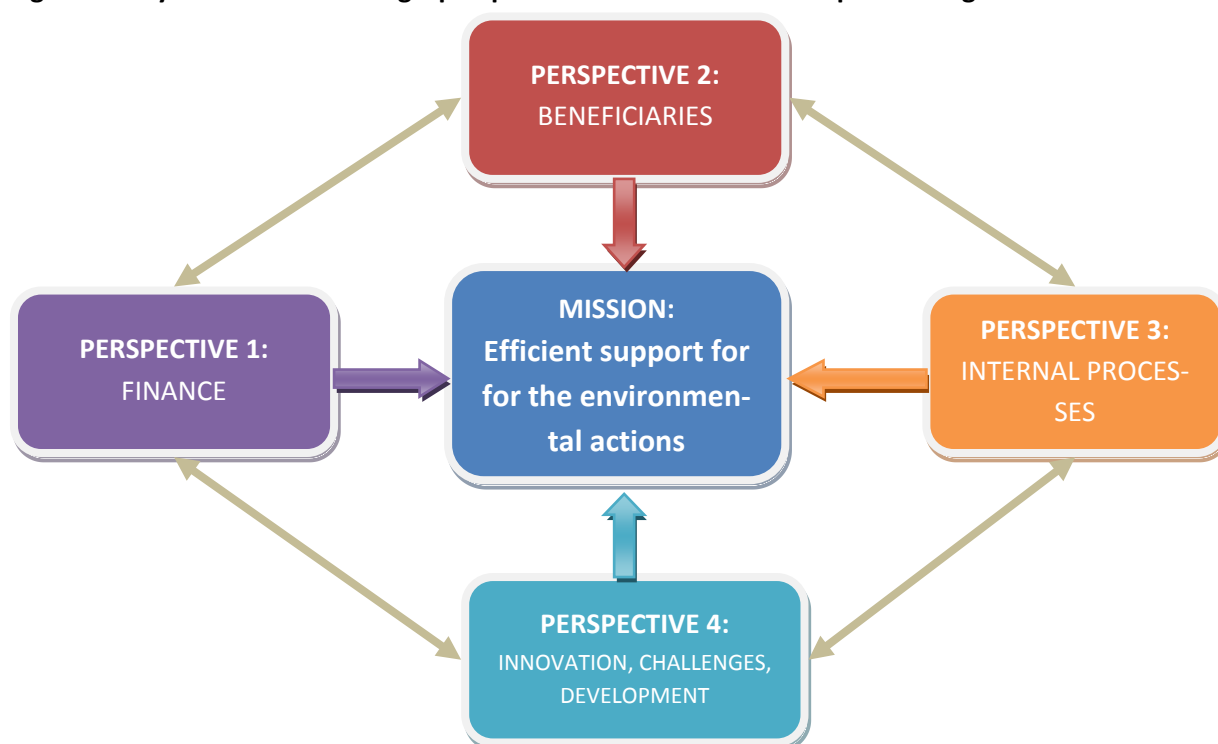 PERSPECTIVE 2:
BENEFICIARIES
PERSPECTIVE 1:
FINANCE
MISSION:
Efficient support for
for the environmen-
tal actions
PERSPECTIVE 3:
INTERNAL PROCES-
SES
PERSPECTIVE 4:
INNOVATION, CHALLENGES,
DEVELOPMENT